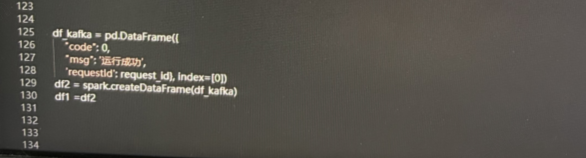 123
124
125 df_kafka = pd.DataFrame({
126 "code": 0,
127 "msg": '运行成功',
128 'requestId': request_id}, index=[0])
129 df2 = spark.createDataFrame(df_kafka)
130 df1 =df2
131
132
133
134